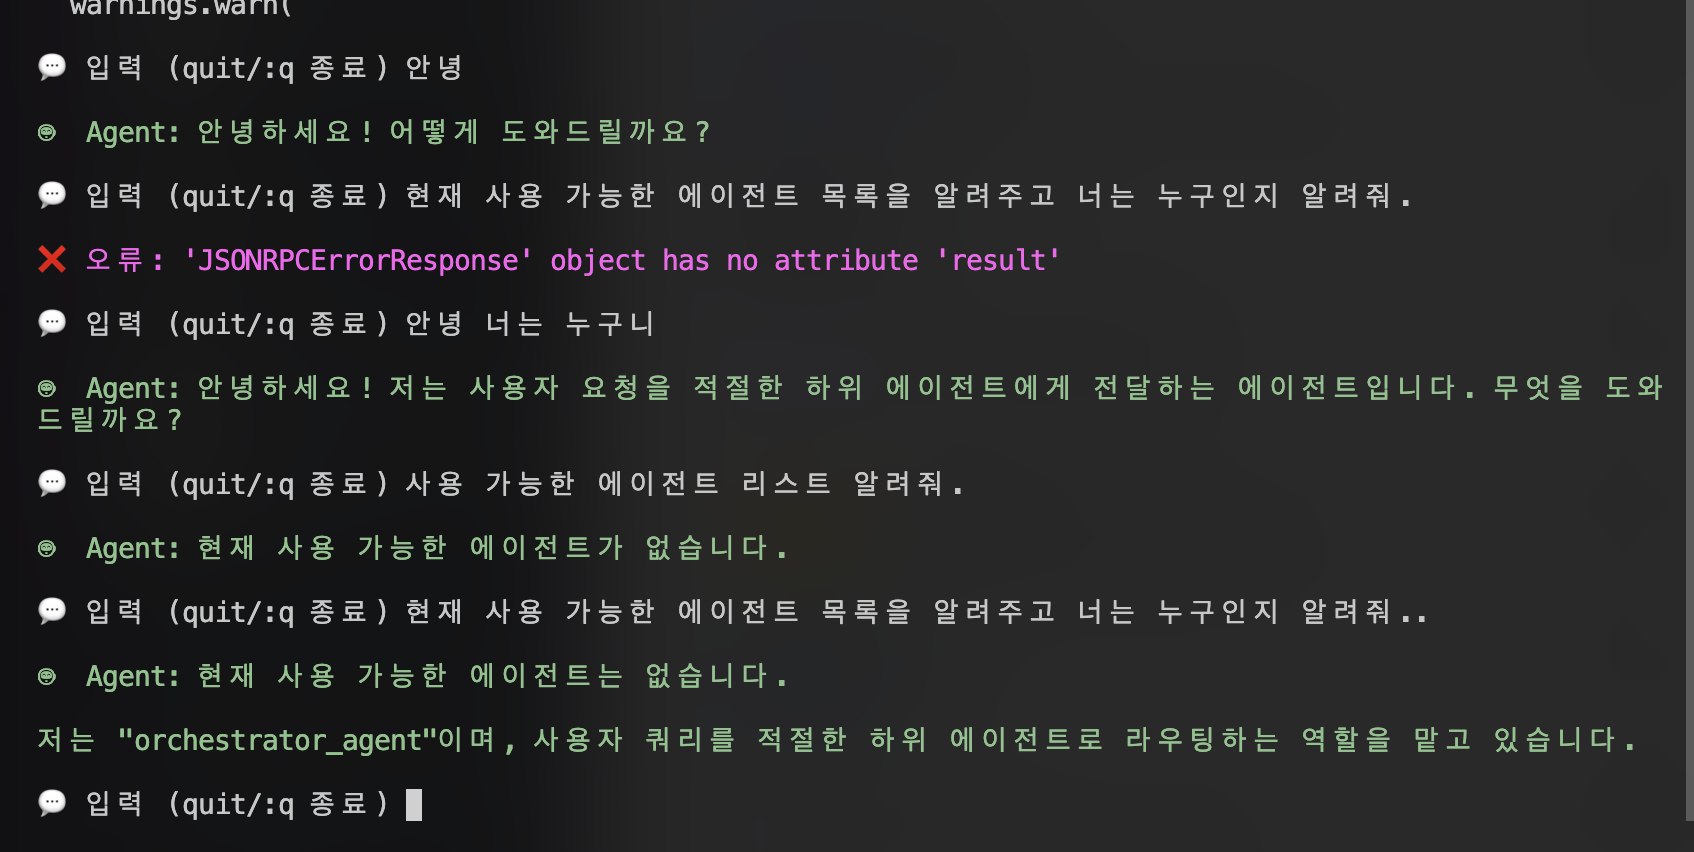 warnings.warn(
💬 입력 (quit/:q 종료) 안녕
Agent: 안녕하세요! 어떻게 도와드릴까요?
💬 입력 (quit/:q 종료) 현재 사용 가능한 에이전트 목록을 알려주고 너는 누구인지 알려줘.
❌ 오류: 'JSONRPCErrorResponse' object has no attribute 'result'
💬 입력 (quit/:q 종료) 안녕 너는 누구니
Agent: 안녕하세요! 저는 사용자 요청을 적절한 하위 에이전트에게 전달하는 에이전트입니다. 무엇을 도와
드릴까요?
💬 입력 (quit/:q 종료) 사용 가능한 에이전트 리스트 알려줘.
Agent: 현재 사용 가능한 에이전트가 없습니다.
💬 입력 (quit/:q 종료) 현재 사용 가능한 에이전트 목록을 알려주고 너는 누구인지 알려줘..
Agent: 현재 사용 가능한 에이전트는 없습니다.
저는 "orchestrator_agent"이며, 사용자 쿼리를 적절한 하위 에이전트로 라우팅하는 역할을 맡고 있습니다.
💬 입력 (quit/:q 종료)